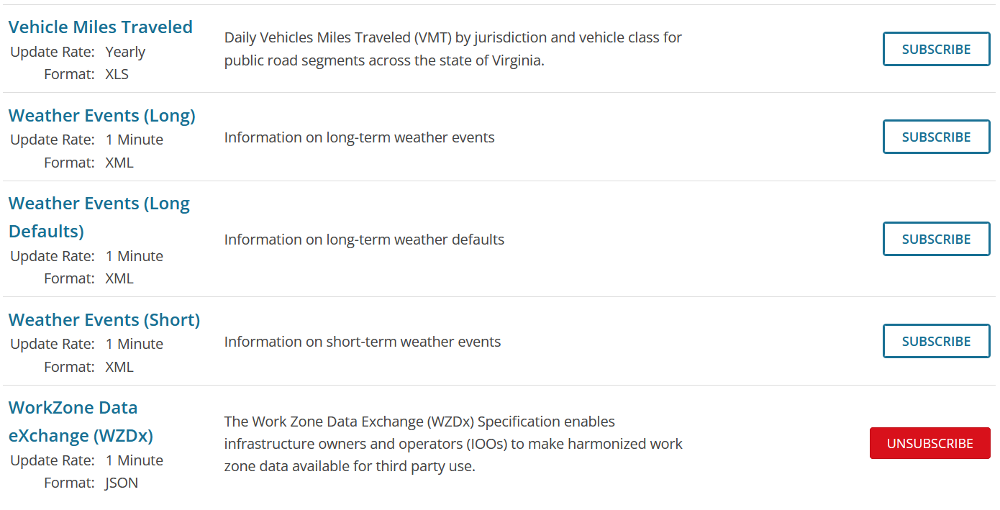 Vehicle Miles Traveled
Update Rate: Yearly
Format: XLS
Daily Vehicles Miles Traveled (VMT) by jurisdiction and vehicle class for
public road segments across the state of Virginia.
SUBSCRIBE
Weather Events (Long)
Update Rate: 1 Minute
Format: XML
Information on long-term weather events
SUBSCRIBE
Weather Events (Long
Defaults)
Update Rate: 1 Minute
Format: XML
Information on long-term weather defaults
SUBSCRIBE
Weather Events (Short)
Update Rate: 1 Minute
Format: XML
Information on short-term weather events
SUBSCRIBE
WorkZone Data
eXchange (WZDx)
Update Rate: 1 Minute
Format: JSON
The Work Zone Data Exchange (WZDx) Specification enables
infrastructure owners and operators (IOOs) to make harmonized work
zone data available for third party use.
UNSUBSCRIBE